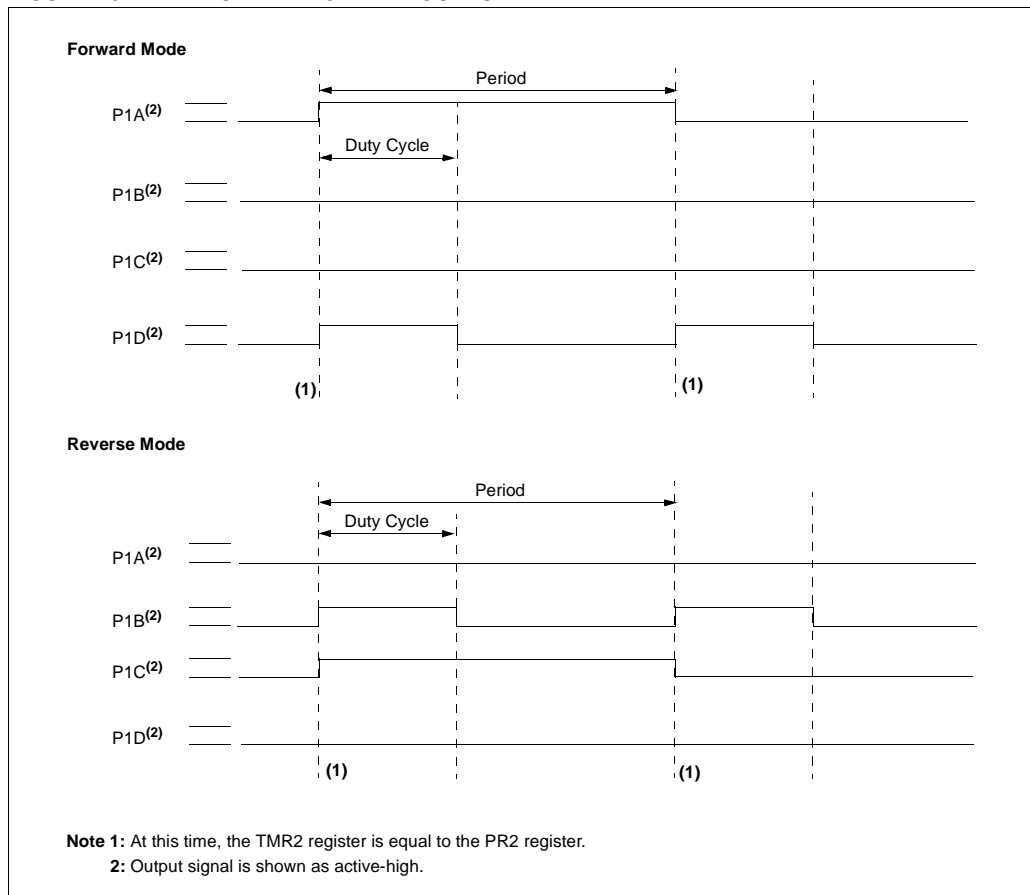 Forward Mode
Period
P1A(2)
Duty Cycle
P1B(2)
P1C(2)
P1D(2)
(1)
(1)
Reverse Mode
Period
Duty Cycle
P1A(2)
P1B(2)
P1C(2)
P1D(2)
(1)
(1)
Note 1: At this time, the TMR2 register is equal to the PR2 register.
2: Output signal is shown as active-high.